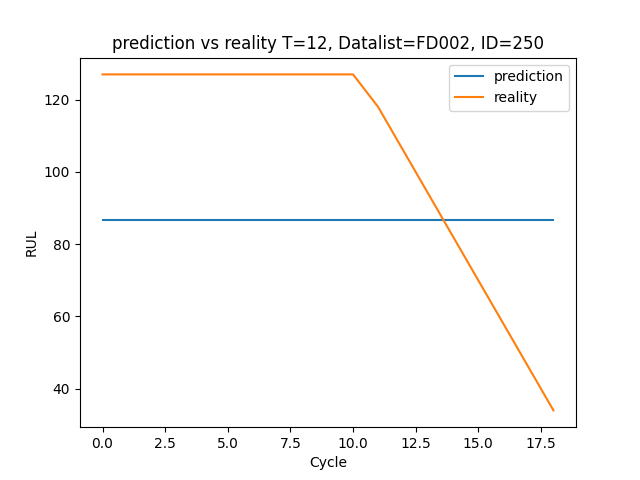 prediction vs reality T=12, Datalist=FD002, ID=250
prediction
reality
120
100
80
60
40
RUL
0.0 2.5 5.0 7.5 10.0 12.5 15.0 17.5
Cycle